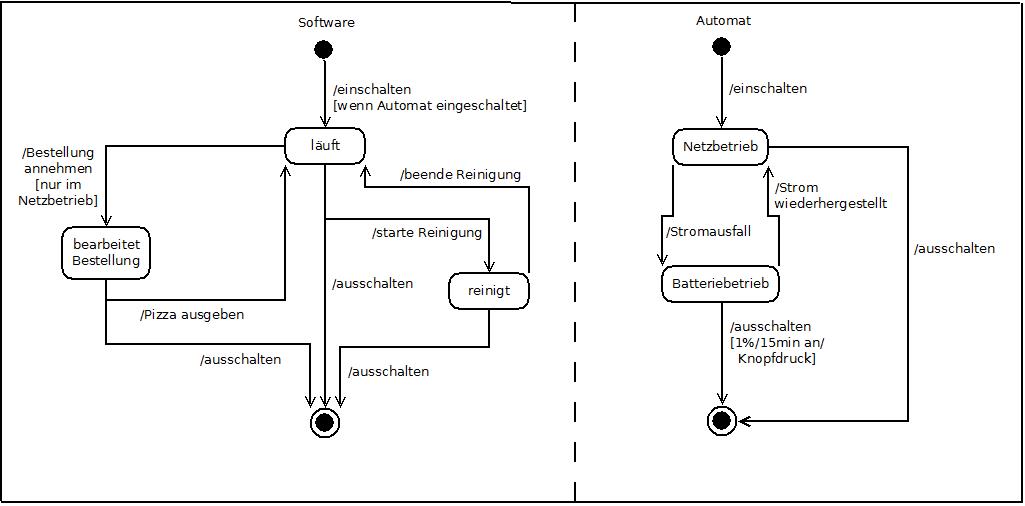 Software
/einschalten
[wenn Automat eingeschaltet]
läuft
/Bestellung
annehmen
[nur im
Netzbetrieb]
/beende Reinigung
/starte Reinigung
bearbeitet
Bestellung
/ausschalten
reinigt
/Pizza ausgeben
/ausschalten
/ausschalten
Automat
/einschalten
Netzbetrieb
/Strom
wiederhergestellt
/Stromausfall
/ausschalten
Batteriebetrieb
/ausschalten
[1%/15min an/
Knopfdruck]